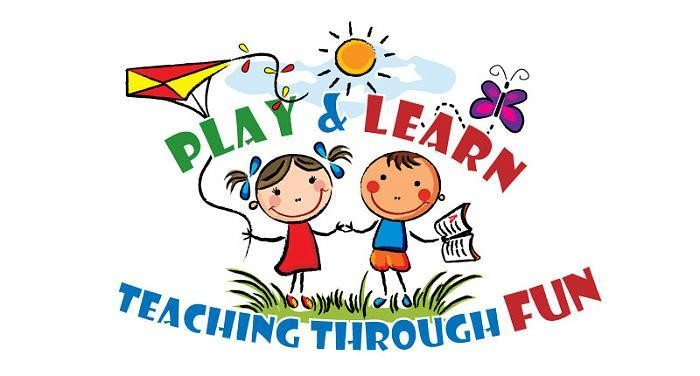 PLAY & LEARN
A
TEACHING THROUGH FUN